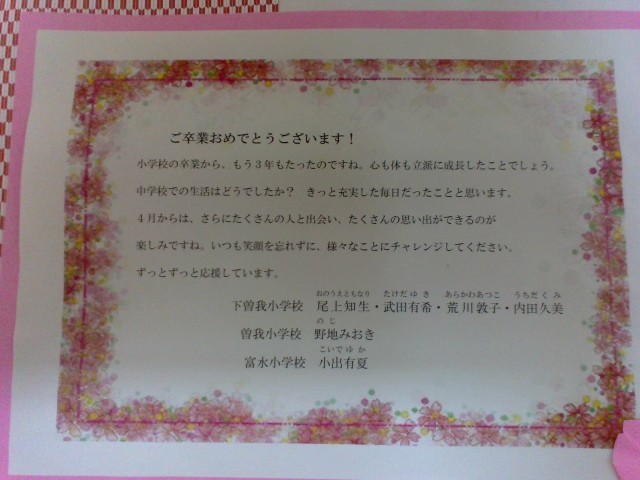 ご卒業おめでとうございます！
小学校の卒業から、もう３年もたったのですね。心も体も立派に成長したことでしょう。
中学校での生活はどうでしたか？　きっと充実した毎日だったことと思います。
４月からは、さらにたくさんの人と出会い、たくさんの思い出ができるのが
楽しみですね。いつも笑顔を忘れずに、様々なことにチャレンジしてください。
ずっとずっと応援しています。
おのうえともなり　たけだゆき　あらかわあつこ　うちだくみ
下曽我小学校　尾上知生・武田有希・荒川敦子・内田久美
のじ
曽我小学校　野地みおき
こいでゆか
富水小学校　小出有夏